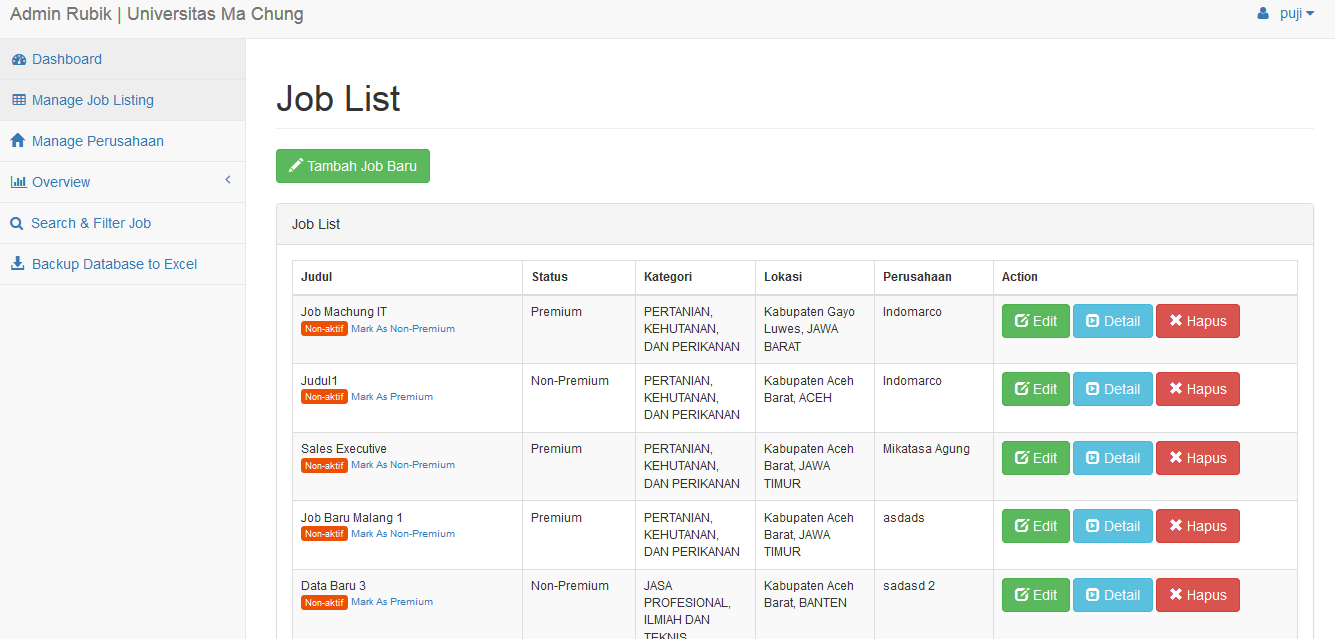 Admin Rubik | Universitas Ma Chung
puji
Dashboard
Manage Job Listing
Manage Perusahaan
Overview
Search & Filter Job
Backup Database to Excel
Job List
Tambah Job Baru
Job List
Judul Status Kategori Lokasi Perusahaan Action
Job Machung IT
Non-aktif Mark As Non-Premium
Premium
PERTANIAN,
KEHUTANAN,
DAN PERIKANAN
Kabupaten Gayo
Luwes, JAWA
BARAT
Indomarco
Edit Detail Hapus
Judul1
Non-aktif Mark As Premium
Non-Premium
PERTANIAN,
KEHUTANAN,
DAN PERIKANAN
Kabupaten Aceh
Barat, ACEH
Indomarco
Edit Detail Hapus
Sales Executive
Non-aktif Mark As Non-Premium
Premium
PERTANIAN,
KEHUTANAN,
DAN PERIKANAN
Kabupaten Aceh
Barat, JAWA
TIMUR
Mikatasa Agung
Edit Detail Hapus
Job Baru Malang 1
Non-aktif Mark As Non-Premium
Premium
PERTANIAN,
KEHUTANAN,
DAN PERIKANAN
Kabupaten Aceh
Barat, JAWA
TIMUR
asdads
Edit Detail Hapus
Data Baru 3
Non-aktif Mark As Premium
Non-Premium
JASA
PROFESIONAL,
ILMIAH DAN
TEKNIS
Kabupaten Aceh
Barat, BANTEN
sadasd 2
Edit Detail Hapus